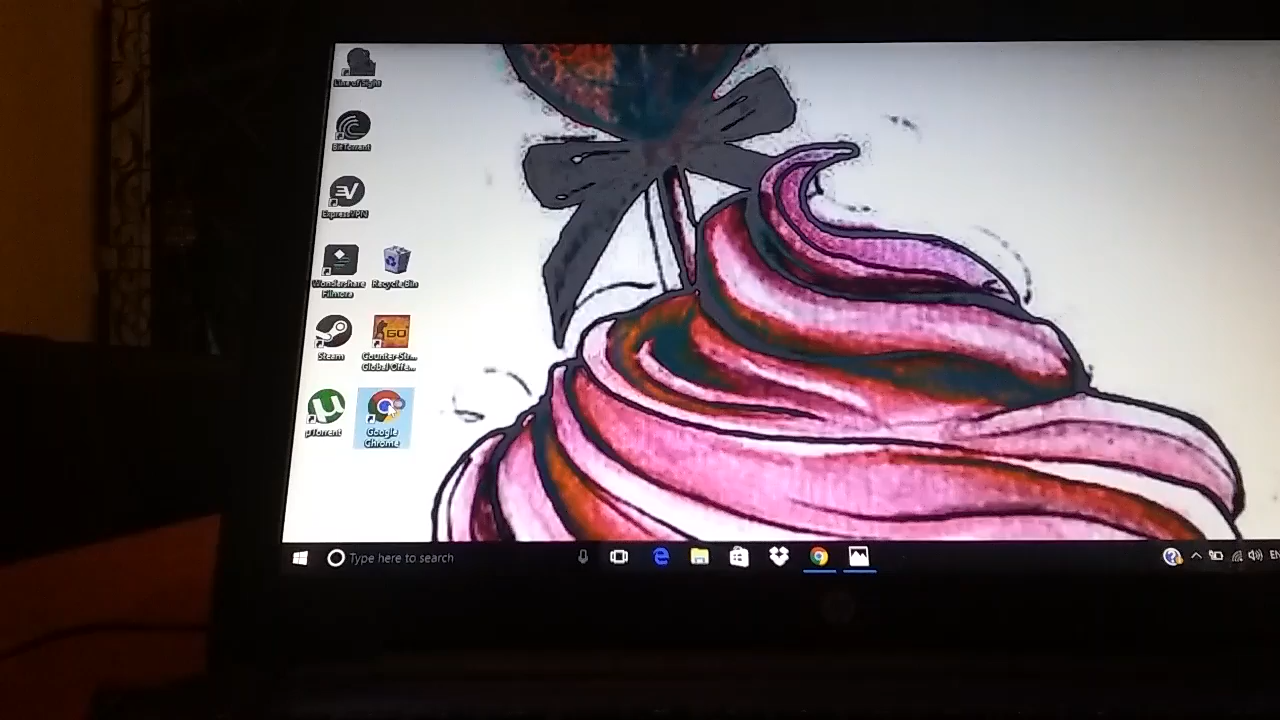 Line of Sight
BitTorrent
ExpressVPN
Wondershare
Filmora
Recycle Bin
Steam
GO
Counter-Str...
Global Offe...
µTorrent
Google
Chrome
Type here to search